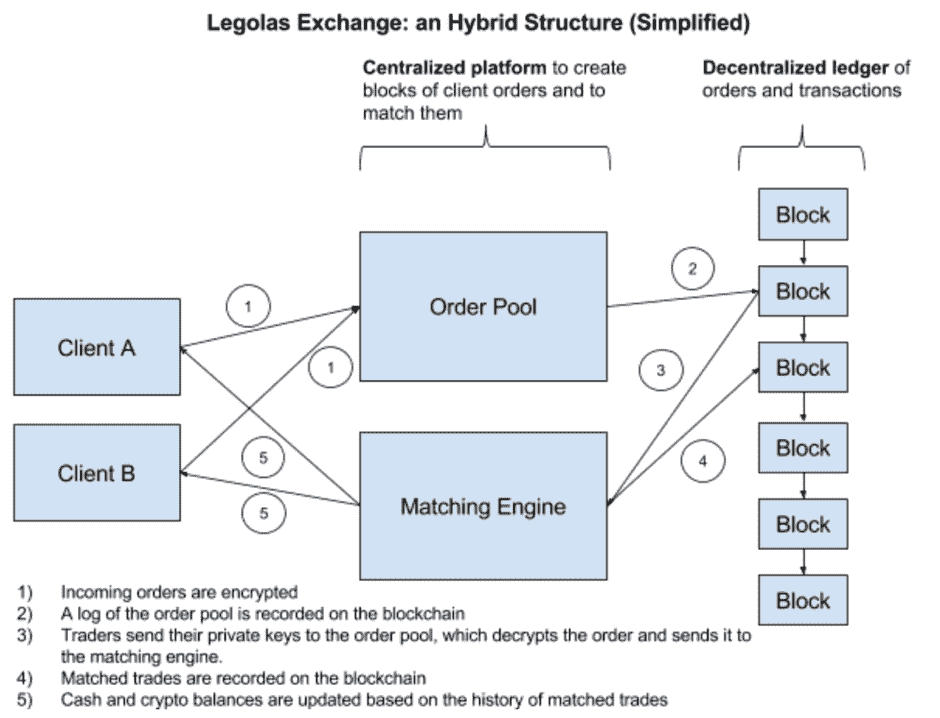 Legolas Exchange: an Hybrid Structure (Simplified)
Centralized platform to create
blocks of client orders and to
match them
Decentralized ledger of
orders and transactions
Block
Block
Block
Block
Block
Block
Order Pool
Matching Engine
Client A
Client B
1
1
2
3
4
5
5
1) Incoming orders are encrypted
2) A log of the order pool is recorded on the blockchain
3) Traders send their private keys to the order pool, which decrypts the order and sends it to
the matching engine.
4) Matched trades are recorded on the blockchain
5) Cash and crypto balances are updated based on the history of matched trades